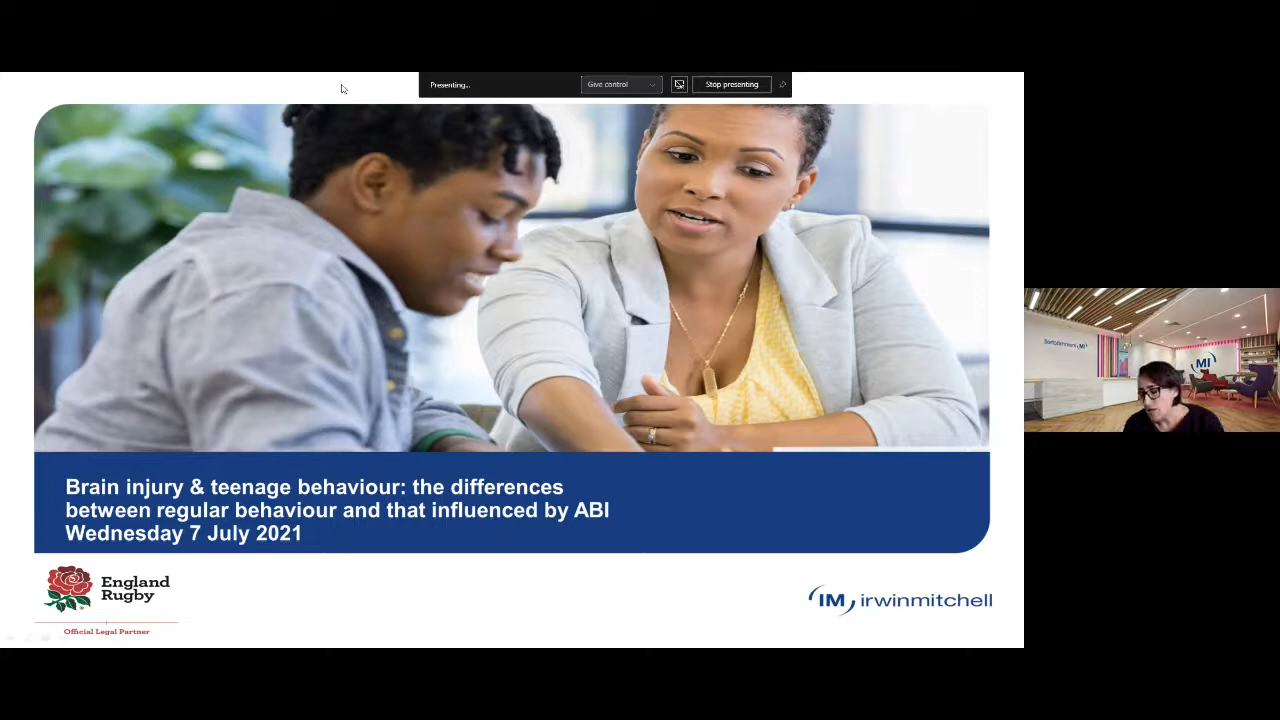 Presenting...
Give control
Stop presenting
Brain injury & teenage behaviour: the differences
between regular behaviour and that influenced by ABI
Wednesday 7 July 2021
England
Rugby
Official Legal Partner
IM irwinmitchell